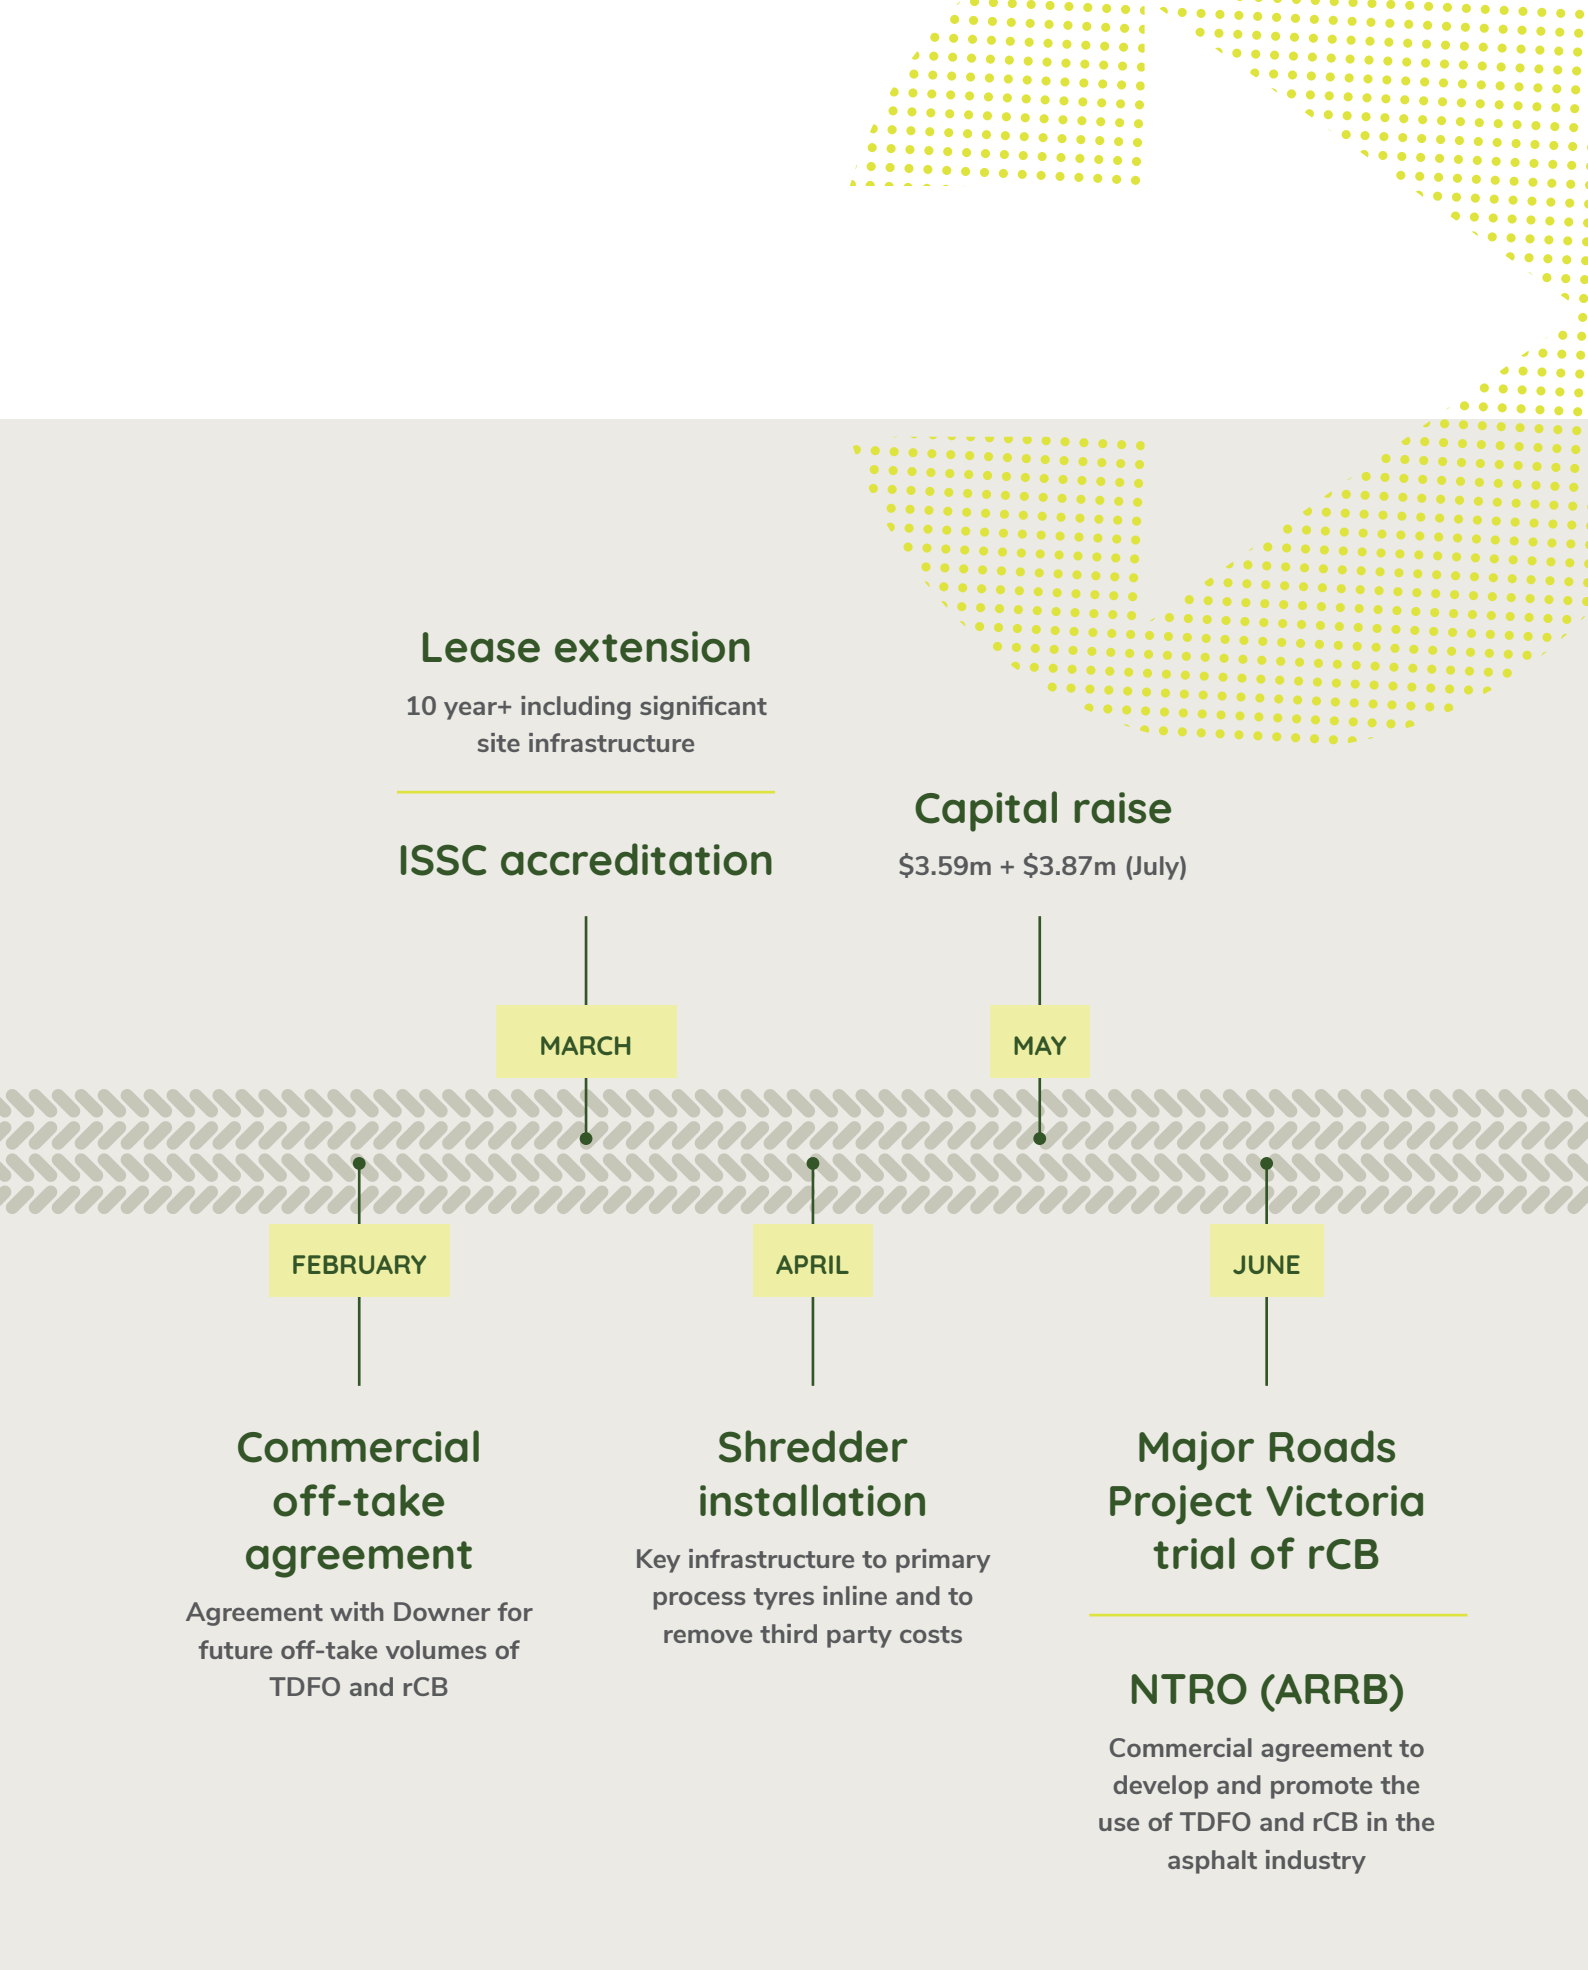 Lease extension
10 year+ including significant
site infrastructure
ISSC accreditation
Capital raise
$3.59m + $3.87m (July)
MARCH
MAY
FEBRUARY
APRIL
JUNE
Commercial
off-take
agreement
Agreement with Downer for
future off-take volumes of
TDFO and rCB
Shredder
installation
Key infrastructure to primary
process tyres inline and to
remove third party costs
Major Roads
Project Victoria
trial of rCB
NTRO (ARRB)
Commercial agreement to
develop and promote the
use of TDFO and rCB in the
asphalt industry